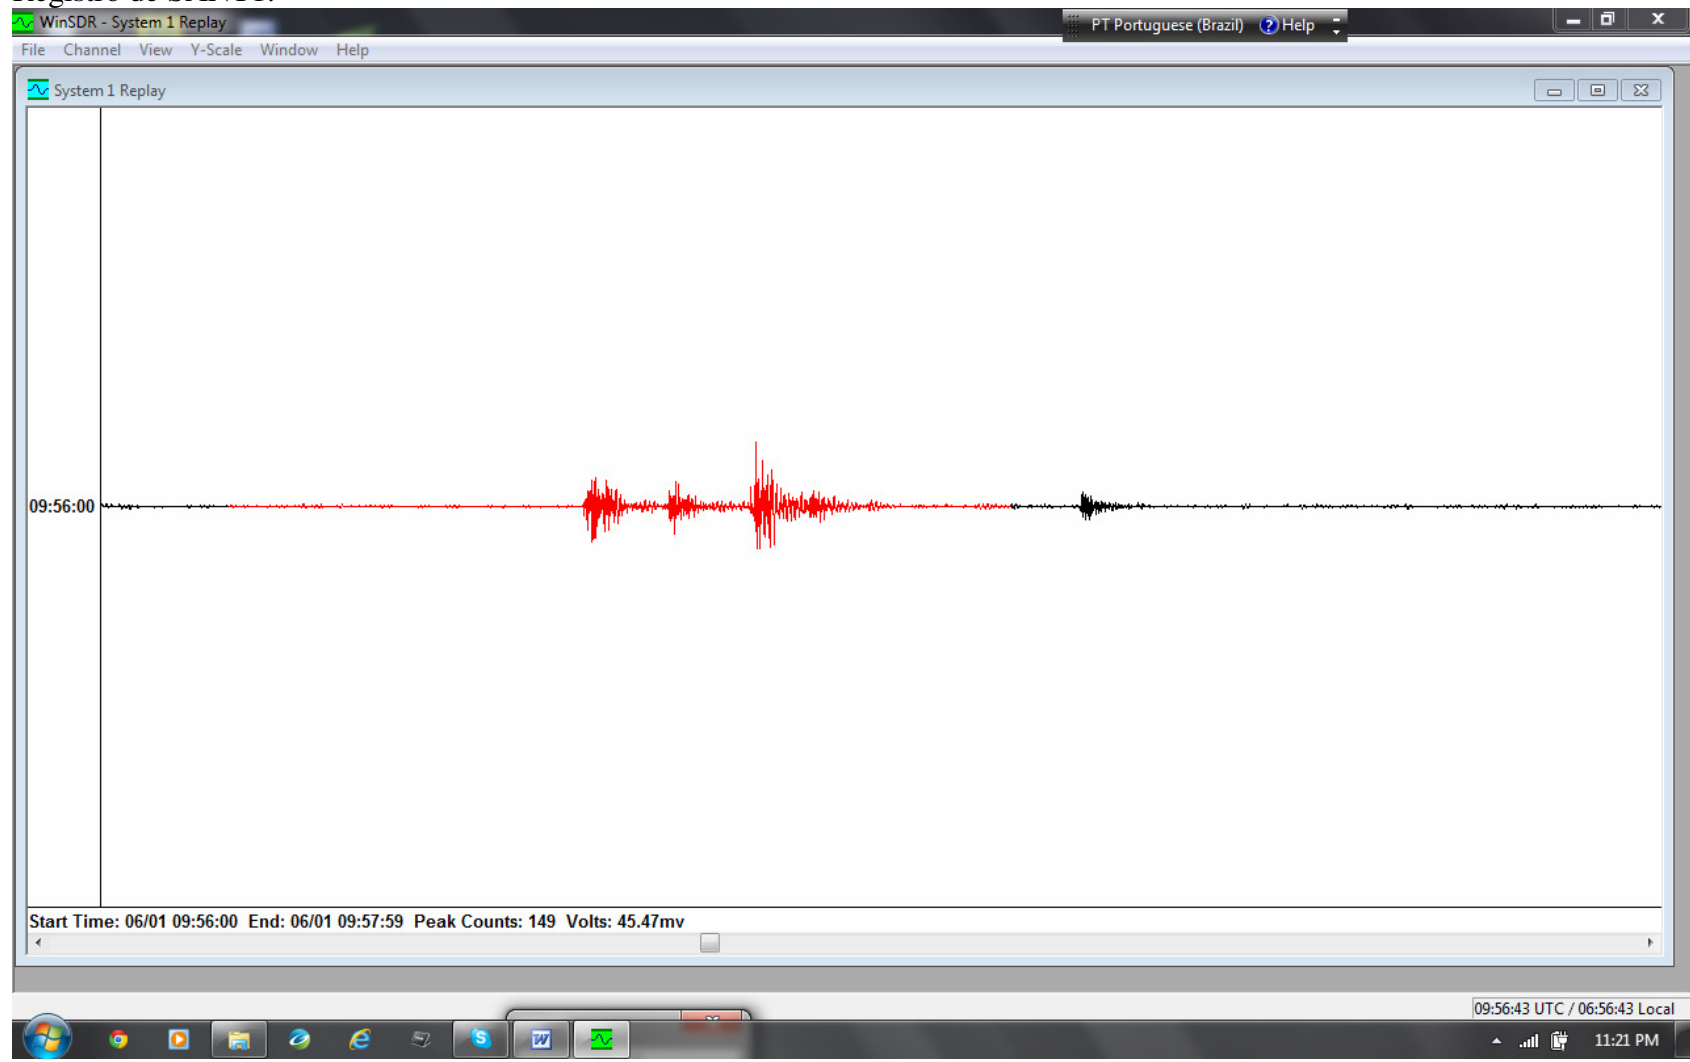 Registro de
WinSDR - System 1 Replay
PT Portuguese (Brazil) Help
File Channel View Y-Scale Window Help
System 1 Replay
09:56:00
Start Time: 06/01 09:56:00 End: 06/01 09:57:59 Peak Counts: 149 Volts: 45.47mv
09:56:43 UTC / 06:56:43 Local
11:21 PM